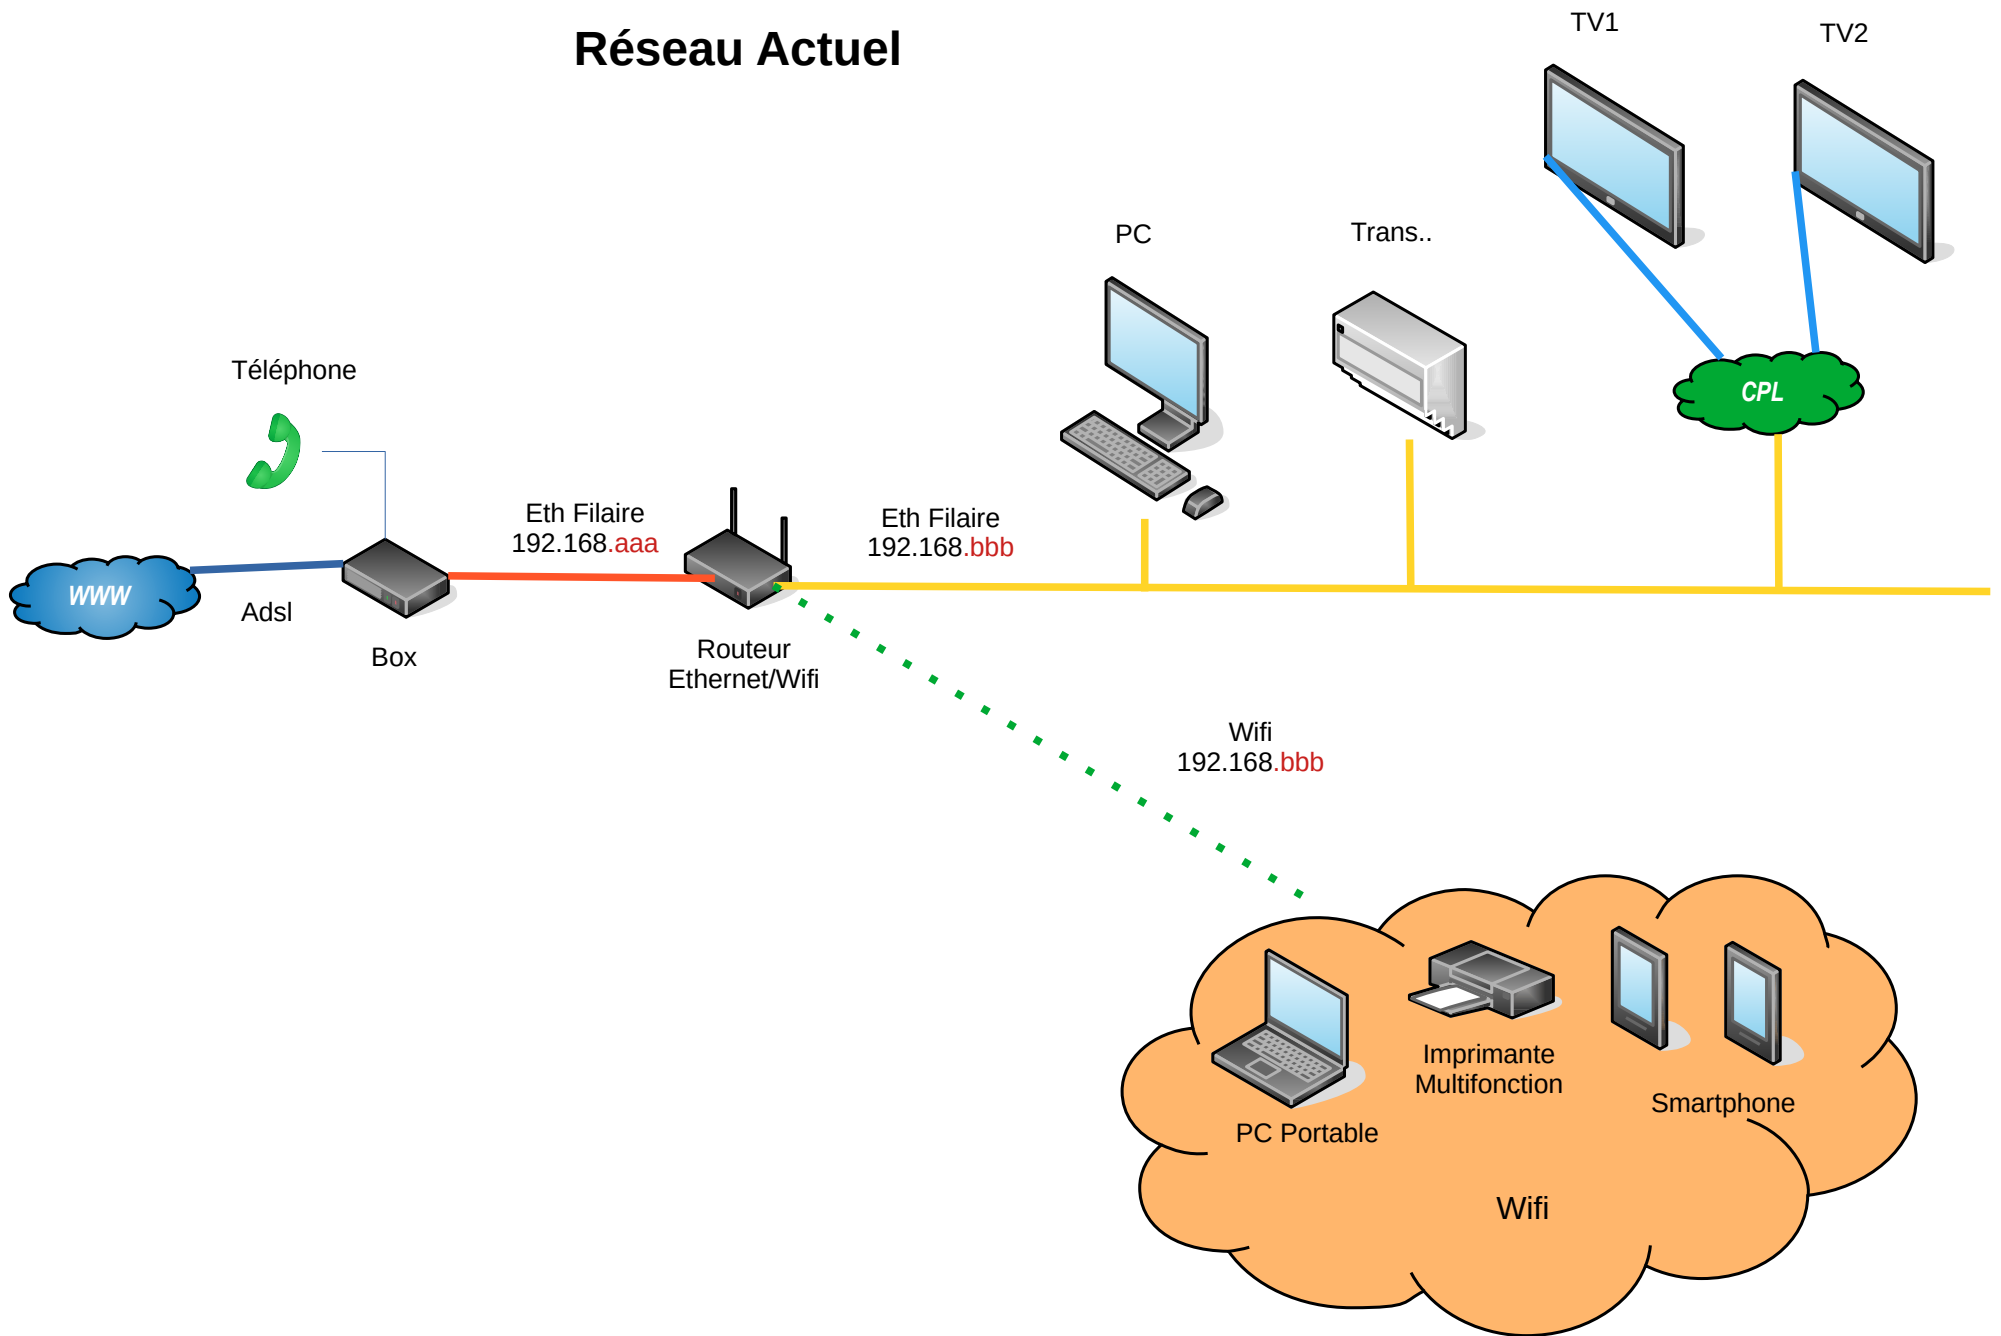 Réseau Actuel
TV1
TV2
PC
Trans..
Téléphone
CPL
Eth Filaire
192.168.aaa
Eth Filaire
192.168.bbb
WWW
Adsl
Box
Routeur
Ethernet/Wifi
Wifi
192.168.bbb
Imprimante
Multifonction
Smartphone
PC Portable
Wifi